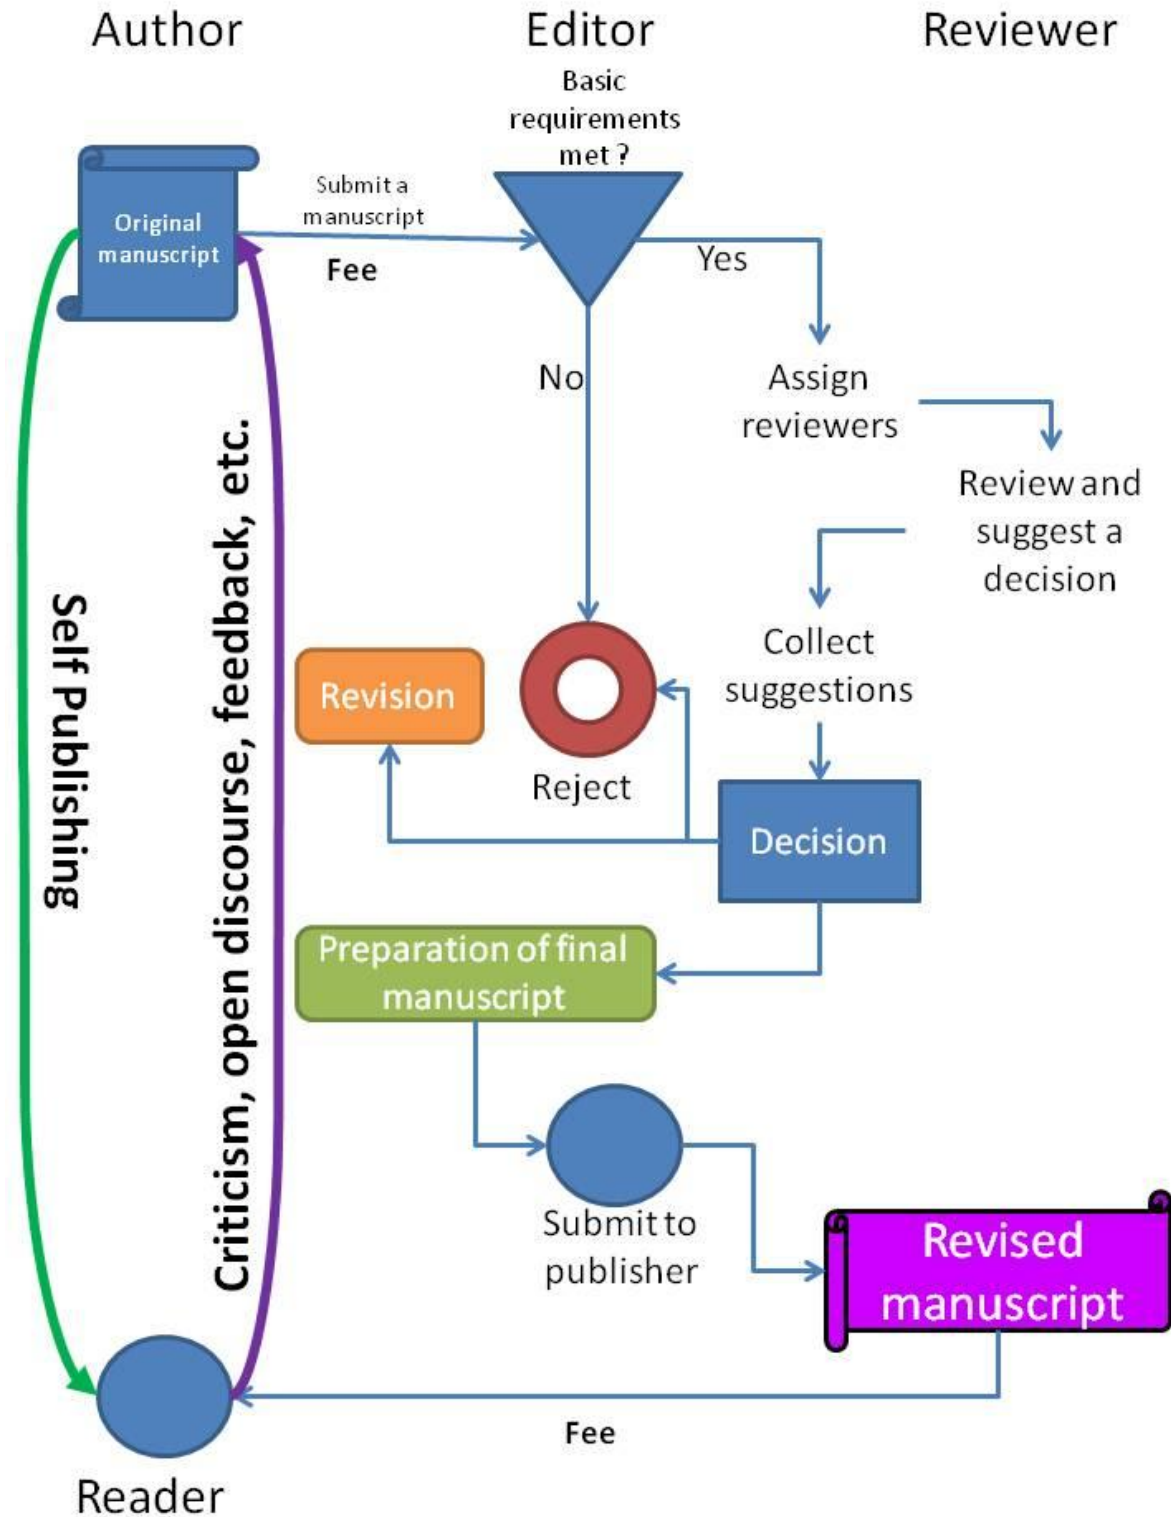 Author
Editor
Reviewer
Basic
requirements
met ?
Original
manuscript
Submit a
manuscript
Fee
Yes
No
Assign
reviewers
Review and
suggest a
decision
Collect
suggestions
Revision
Reject
Decision
Self Publishing
Criticism, open discourse, feedback, etc.
Preparation of final
manuscript
Submit to
publisher
Revised
manuscript
Fee
Reader